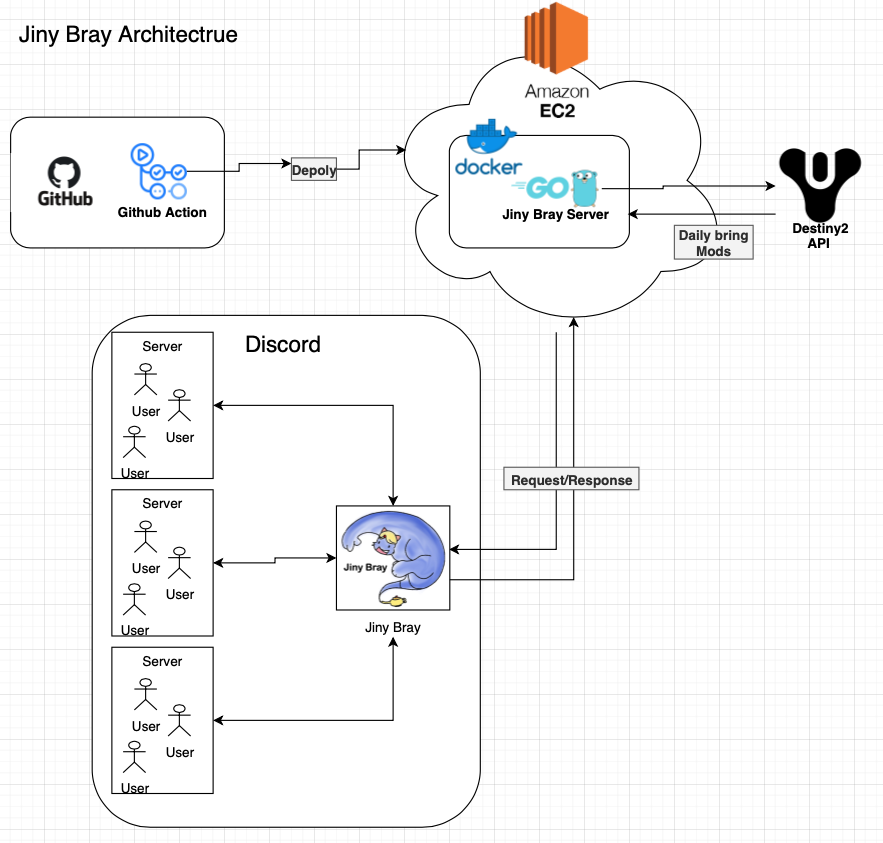 Jiny Bray Architectrue
Amazon
EC2
docker
GO
Jiny Bray Server
GitHub
Github Action
Depoly
Destiny2
API
Daily bring
Mods
Discord
Server
User
User
User
Server
User
User
User
Server
User
User
User
Jiny Bray
Jiny Bray
Request/Response